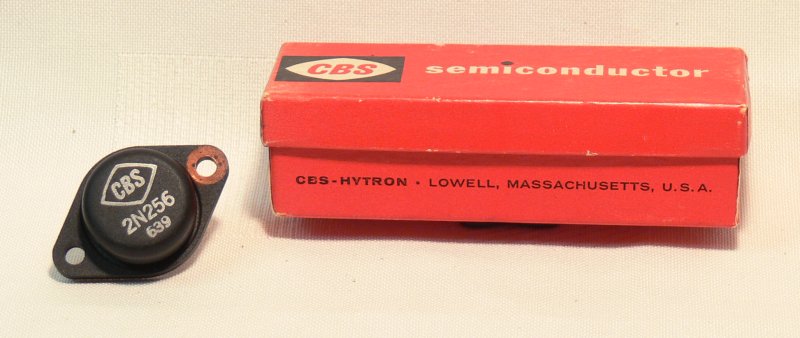 CBS semiconductor
CBS-HYTRON • LOWELL, MASSACHUSETTS, U.S.A.
CBS
2N256
639